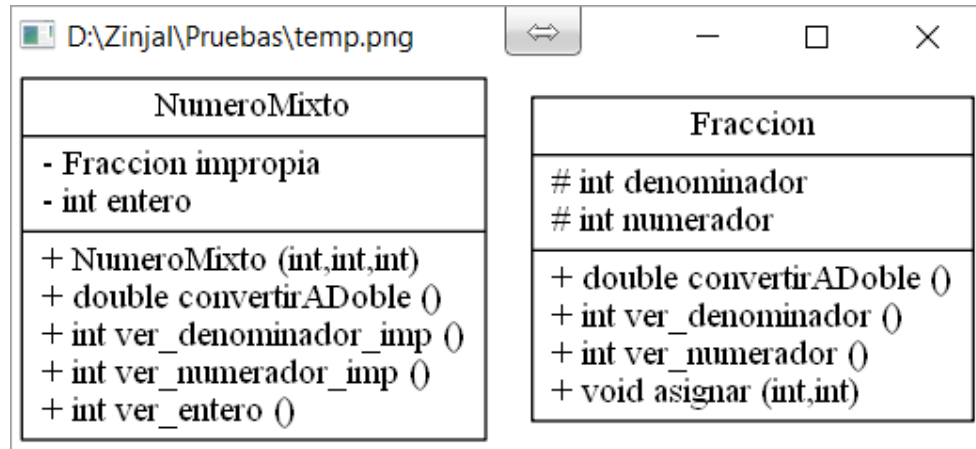 D:\Zinjal\Pruebas\temp.png
NumeroMixto
- Fraccion impropia
- int entero
+ NumeroMixto (int,int,int)
+ double convertirADoble ()
+ int ver_denominador_imp ()
+ int ver_numerador_imp ()
+ int ver_entero ()
Fraccion
# int denominador
# int numerador
+ double convertirADoble ()
+ int ver_denominador ()
+ int ver_numerador ()
+ void asignar (int,int)